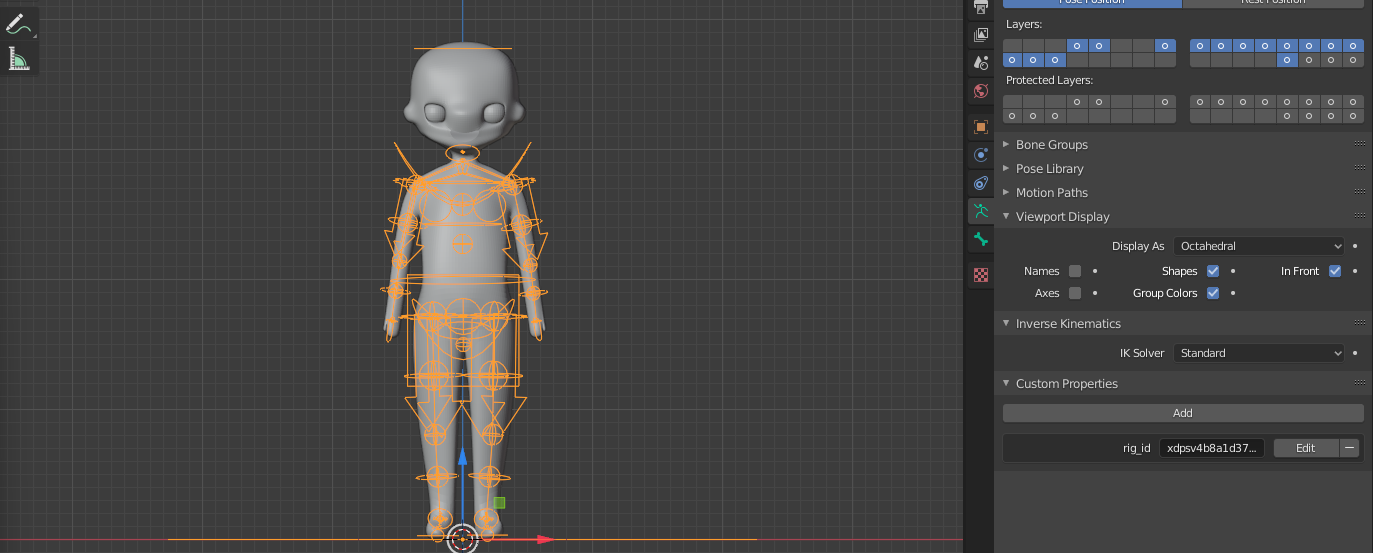 Pose Position Rest Position
Layers:
Protected Layers:
Bone Groups
Pose Library
Motion Paths
Viewport Display
Display As Octahedral
Names Shapes In Front
Axes Group Colors
Inverse Kinematics
IK Solver Standard
Custom Properties
Add
rig_id xdpsv4b8a1d37... Edit